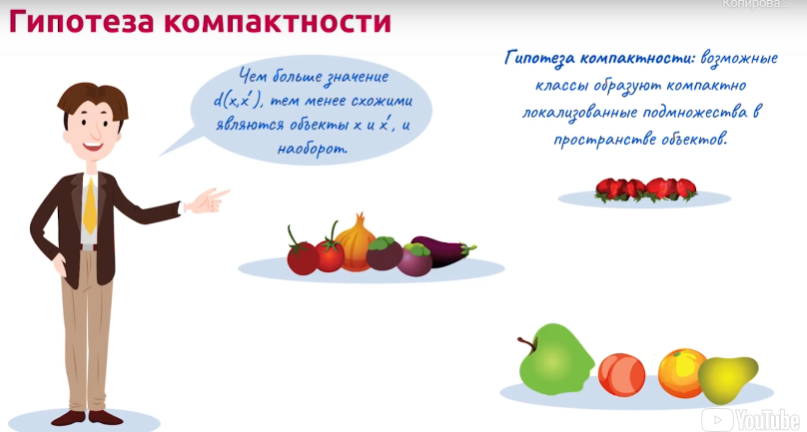 Копирова...
Гипотеза компактности
Чем больше значение
d(x,x′), тем менее схожими
являются объекты x и x′, и
наоборот.
Гипотеза компактности: возможные
классы образуют компактно
локализованные подмножества в
пространстве объектов.
YouTube